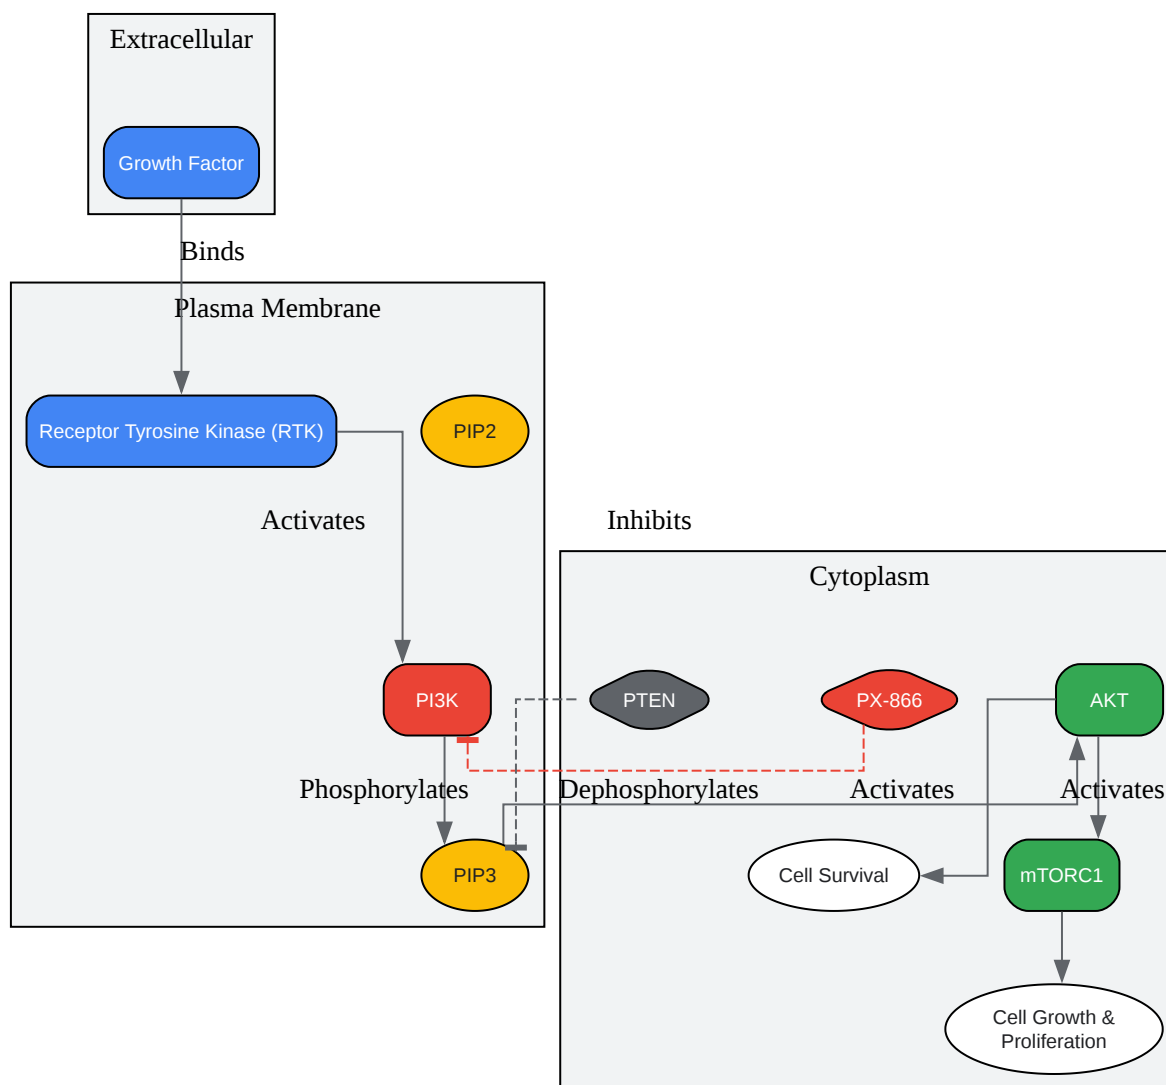 Extracellular
Growth Factor
Binds
Plasma Membrane
Receptor Tyrosine Kinase (RTK)
PIP2
Activates
Inhibits
Cytoplasm
PI3K
PTEN
PX-866
AKT
Phosphorylates
Dephosphorylates
Activates
Activates
PIP3
Cell Survival
mTORC1
Cell Growth &
Proliferation